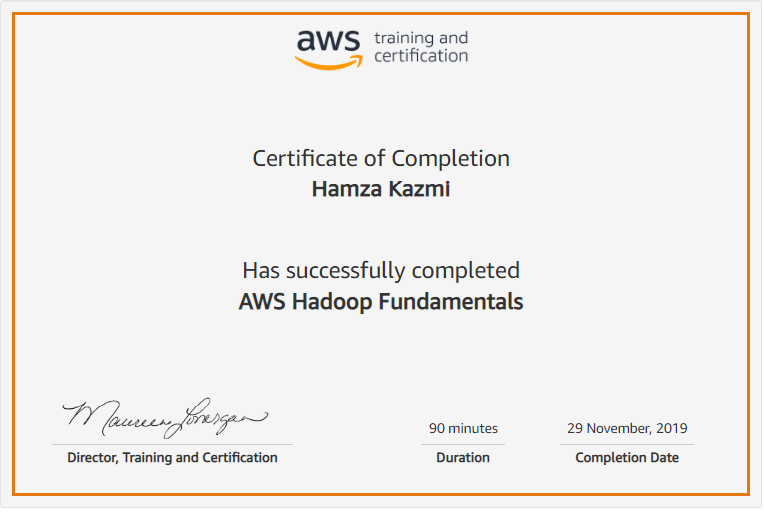 aws training and
certification
Certificate of Completion
Hamza Kazmi
Has successfully completed
AWS Hadoop Fundamentals
Maureen Lonergan
90 minutes
29 November, 2019
Director, Training and Certification
Duration
Completion Date